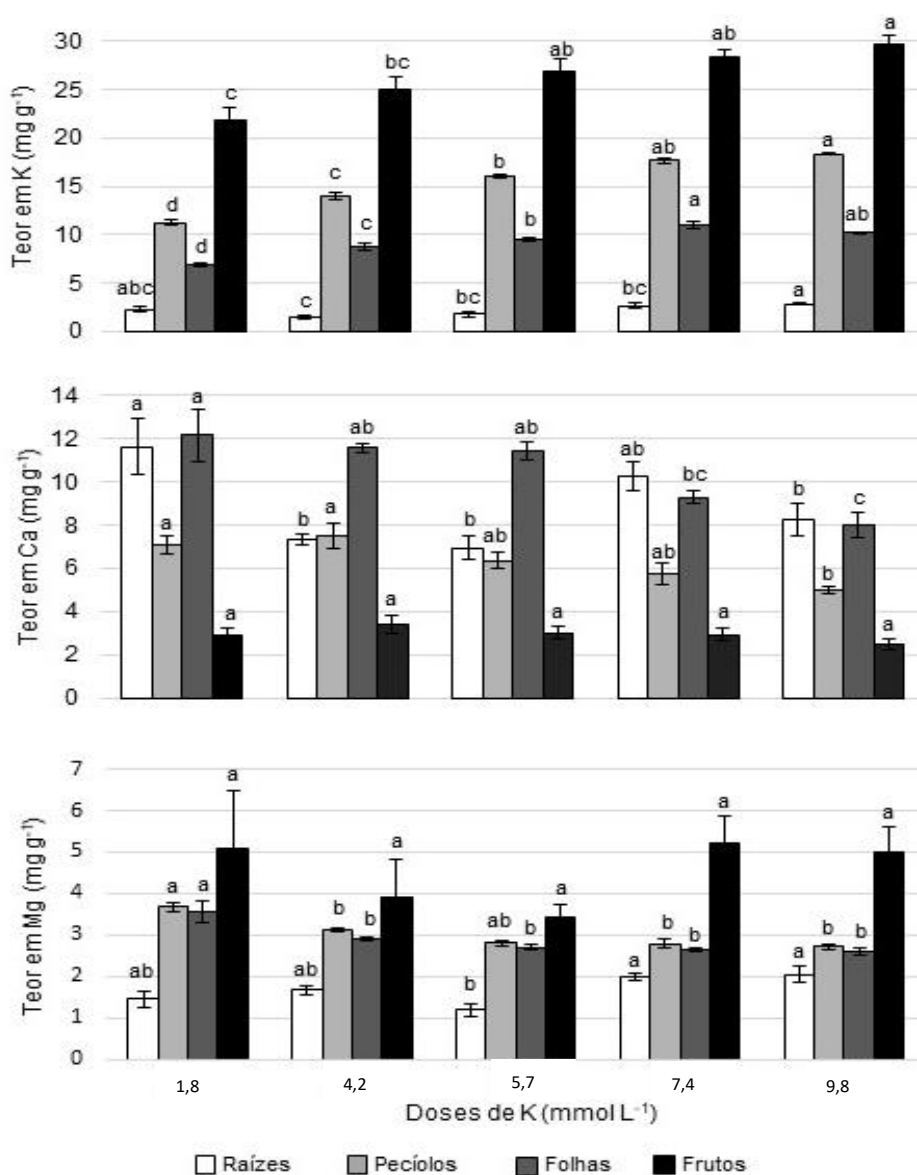 Teor em K (mg g⁻¹)
30
25
20
15
10
5
0
abc d d c
c c c bc
bc b b ab
bc ab a ab
a a ab a
Teor em Ca (mg g⁻¹)
14
12
10
8
6
4
2
0
a a a a
b a ab a
b ab ab a
ab ab bc a
b b c a
Teor em Mg (mg g⁻¹)
7
6
5
4
3
2
1
0
ab a a a
ab b b a
b ab b a
a b b a
a b b a
1,8 4,2 5,7 7,4 9,8
Doses de K (mmol L⁻¹)
Raízes Pecíolos Folhas Frutos